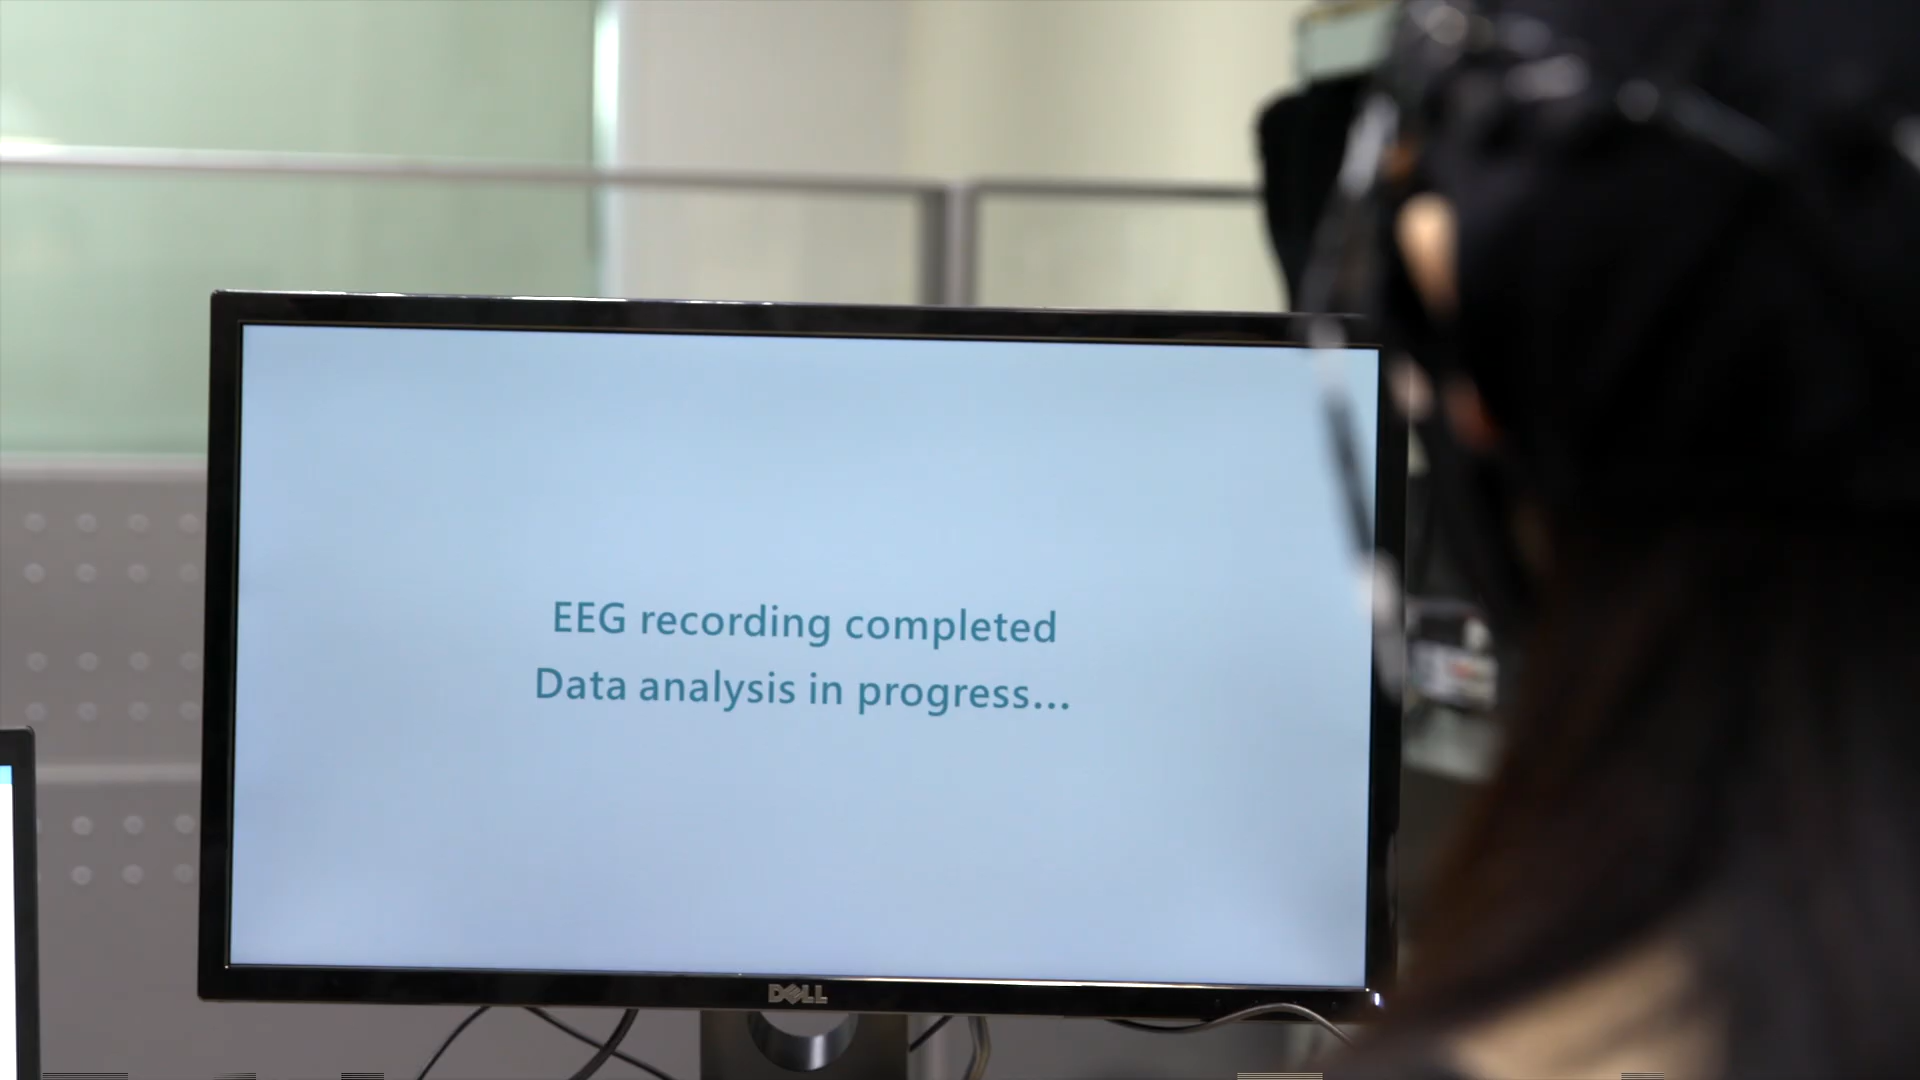 EEG recording completed
Data analysis in progress...
DELL